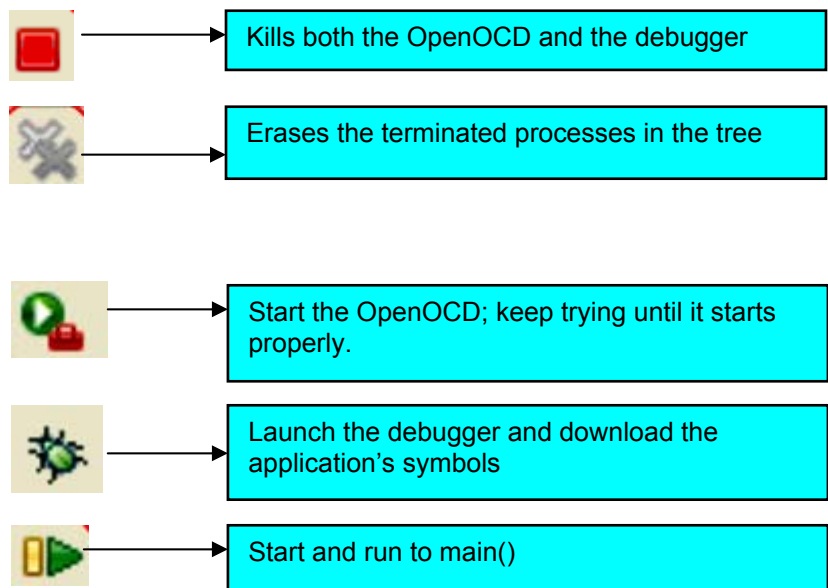 Kills both the OpenOCD and the debugger
Erases the terminated processes in the tree
Start the OpenOCD; keep trying until it starts
properly.
Launch the debugger and download the
application’s symbols
Start and run to main()